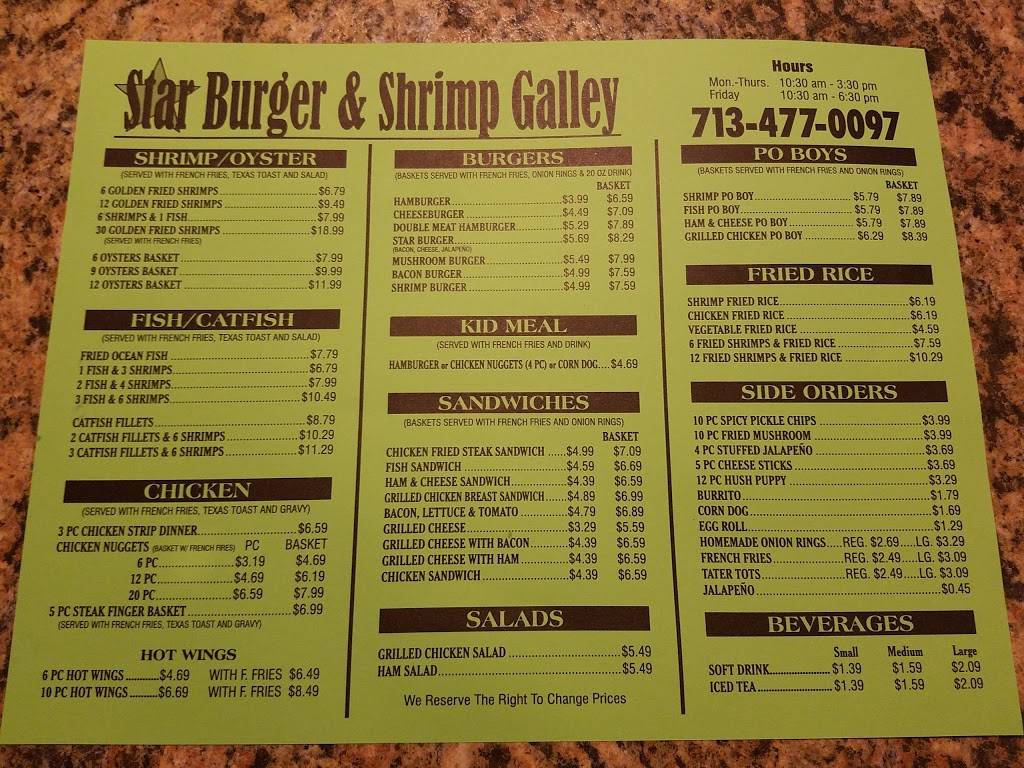 Star Burger & Shrimp Galley
Hours
Mon.-Thurs. 10:30 am - 3:30 pm
Friday 10:30 am - 6:30 pm
713-477-0097
SHRIMP/OYSTER
(SERVED WITH FRENCH FRIES, TEXAS TOAST AND SALAD)
6 GOLDEN FRIED SHRIMPS $6.79
12 GOLDEN FRIED SHRIMPS $9.49
6 SHRIMPS & 1 FISH $7.99
30 GOLDEN FRIED SHRIMPS $18.99
(SERVED WITH FRENCH FRIES)
6 OYSTERS BASKET $7.99
9 OYSTERS BASKET $9.99
12 OYSTERS BASKET $11.99
FISH/CATFISH
(SERVED WITH FRENCH FRIES, TEXAS TOAST AND SALAD)
FRIED OCEAN FISH $7.79
1 FISH & 3 SHRIMPS $6.79
2 FISH & 4 SHRIMPS $7.99
3 FISH & 6 SHRIMPS $10.49
CATFISH FILLETS $8.79
2 CATFISH FILLETS & 6 SHRIMPS $10.29
3 CATFISH FILLETS & 6 SHRIMPS $11.29
CHICKEN
(SERVED WITH FRENCH FRIES, TEXAS TOAST AND GRAVY)
3 PC CHICKEN STRIP DINNER $6.59
CHICKEN NUGGETS (BASKET W/ FRENCH FIRES) PC BASKET
6 PC $3.19 $4.69
12 PC $4.69 $6.19
20 PC $6.59 $7.99
5 PC STEAK FINGER BASKET $6.99
(SERVED WITH FRENCH FRIES, TEXAS TOAST AND GRAVY)
HOT WINGS
6 PC HOT WINGS $4.69 WITH F. FRIES $6.49
10 PC HOT WINGS $6.69 WITH F. FRIES $8.49
BURGERS
(BASKETS SERVED WITH FRENCH FRIES, ONION RINGS & 20 OZ DRINK)
BASKET
HAMBURGER $3.99 $6.59
CHEESEBURGER $4.49 $7.09
DOUBLE MEAT HAMBURGER $5.29 $7.89
STAR BURGER $5.69 $8.29
(BACON, CHEESE, JALAPEÑO)
MUSHROOM BURGER $5.49 $7.99
BACON BURGER $4.99 $7.59
SHRIMP BURGER $4.99 $7.59
KID MEAL
(SERVED WITH FRENCH FRIES AND DRINK)
HAMBURGER or CHICKEN NUGGETS (4 PC) or CORN DOG $4.69
SANDWICHES
(BASKETS SERVED WITH FRENCH FRIES AND ONION RINGS)
BASKET
CHICKEN FRIED STEAK SANDWICH $4.99 $7.09
FISH SANDWICH $4.59 $6.69
HAM & CHEESE SANDWICH $4.39 $6.59
GRILLED CHICKEN BREAST SANDWICH $4.89 $6.99
BACON, LETTUCE & TOMATO $4.79 $6.89
GRILLED CHEESE $3.29 $5.59
GRILLED CHEESE WITH BACON $4.39 $6.59
GRILLED CHEESE WITH HAM $4.39 $6.59
CHICKEN SANDWICH $4.39 $6.59
SALADS
GRILLED CHICKEN SALAD $5.49
HAM SALAD $5.49
We Reserve The Right To Change Prices
PO BOYS
(BASKETS SERVED WITH FRENCH FRIES AND ONION RINGS)
BASKET
SHRIMP PO BOY $5.79 $7.89
FISH PO BOY $5.79 $7.89
HAM & CHEESE PO BOY $5.79 $7.89
GRILLED CHICKEN PO BOY $6.29 $8.39
FRIED RICE
SHRIMP FRIED RICE $6.19
CHICKEN FRIED RICE $6.19
VEGETABLE FRIED RICE $4.59
6 FRIED SHRIMPS & FRIED RICE $7.59
12 FRIED SHRIMPS & FRIED RICE $10.29
SIDE ORDERS
10 PC SPICY PICKLE CHIPS $3.99
10 PC FRIED MUSHROOM $3.99
4 PC STUFFED JALAPEÑO $3.69
5 PC CHEESE STICKS $3.69
12 PC HUSH PUPPY $3.29
BURRITO $1.79
CORN DOG $1.69
EGG ROLL $1.29
HOMEMADE ONION RINGS REG. $2.69 LG. $3.29
FRENCH FRIES REG. $2.49 LG. $3.09
TATER TOTS REG. $2.49 LG. $3.09
JALAPEÑO $0.45
BEVERAGES
Small Medium Large
SOFT DRINK $1.39 $1.59 $2.09
ICED TEA $1.39 $1.59 $2.09